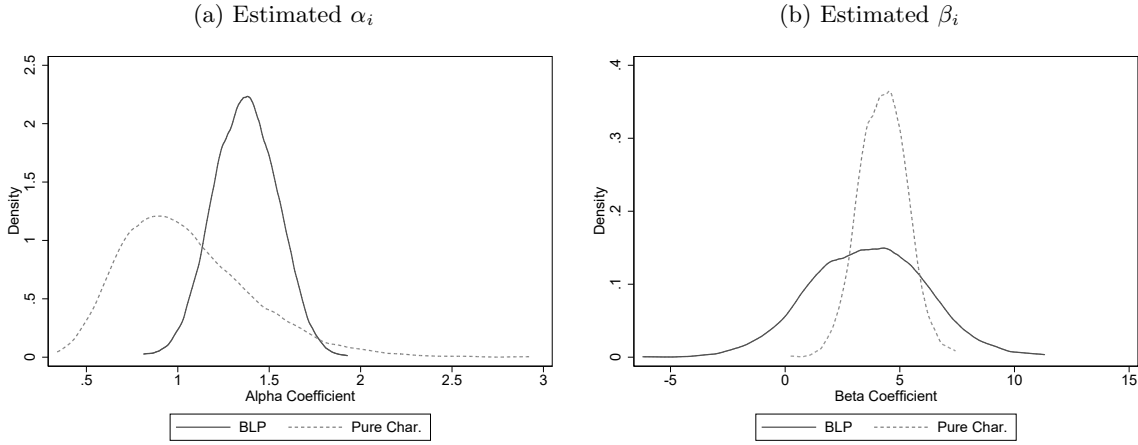 (a) Estimated αᵢ
2.5
2
1.5
1
.5
0
Density
.5
1
1.5
2
2.5
3
Alpha Coefficient
BLP
Pure Char.
(b) Estimated βᵢ
.4
.3
.2
.1
0
Density
-5
0
5
10
15
Beta Coefficient
BLP
Pure Char.